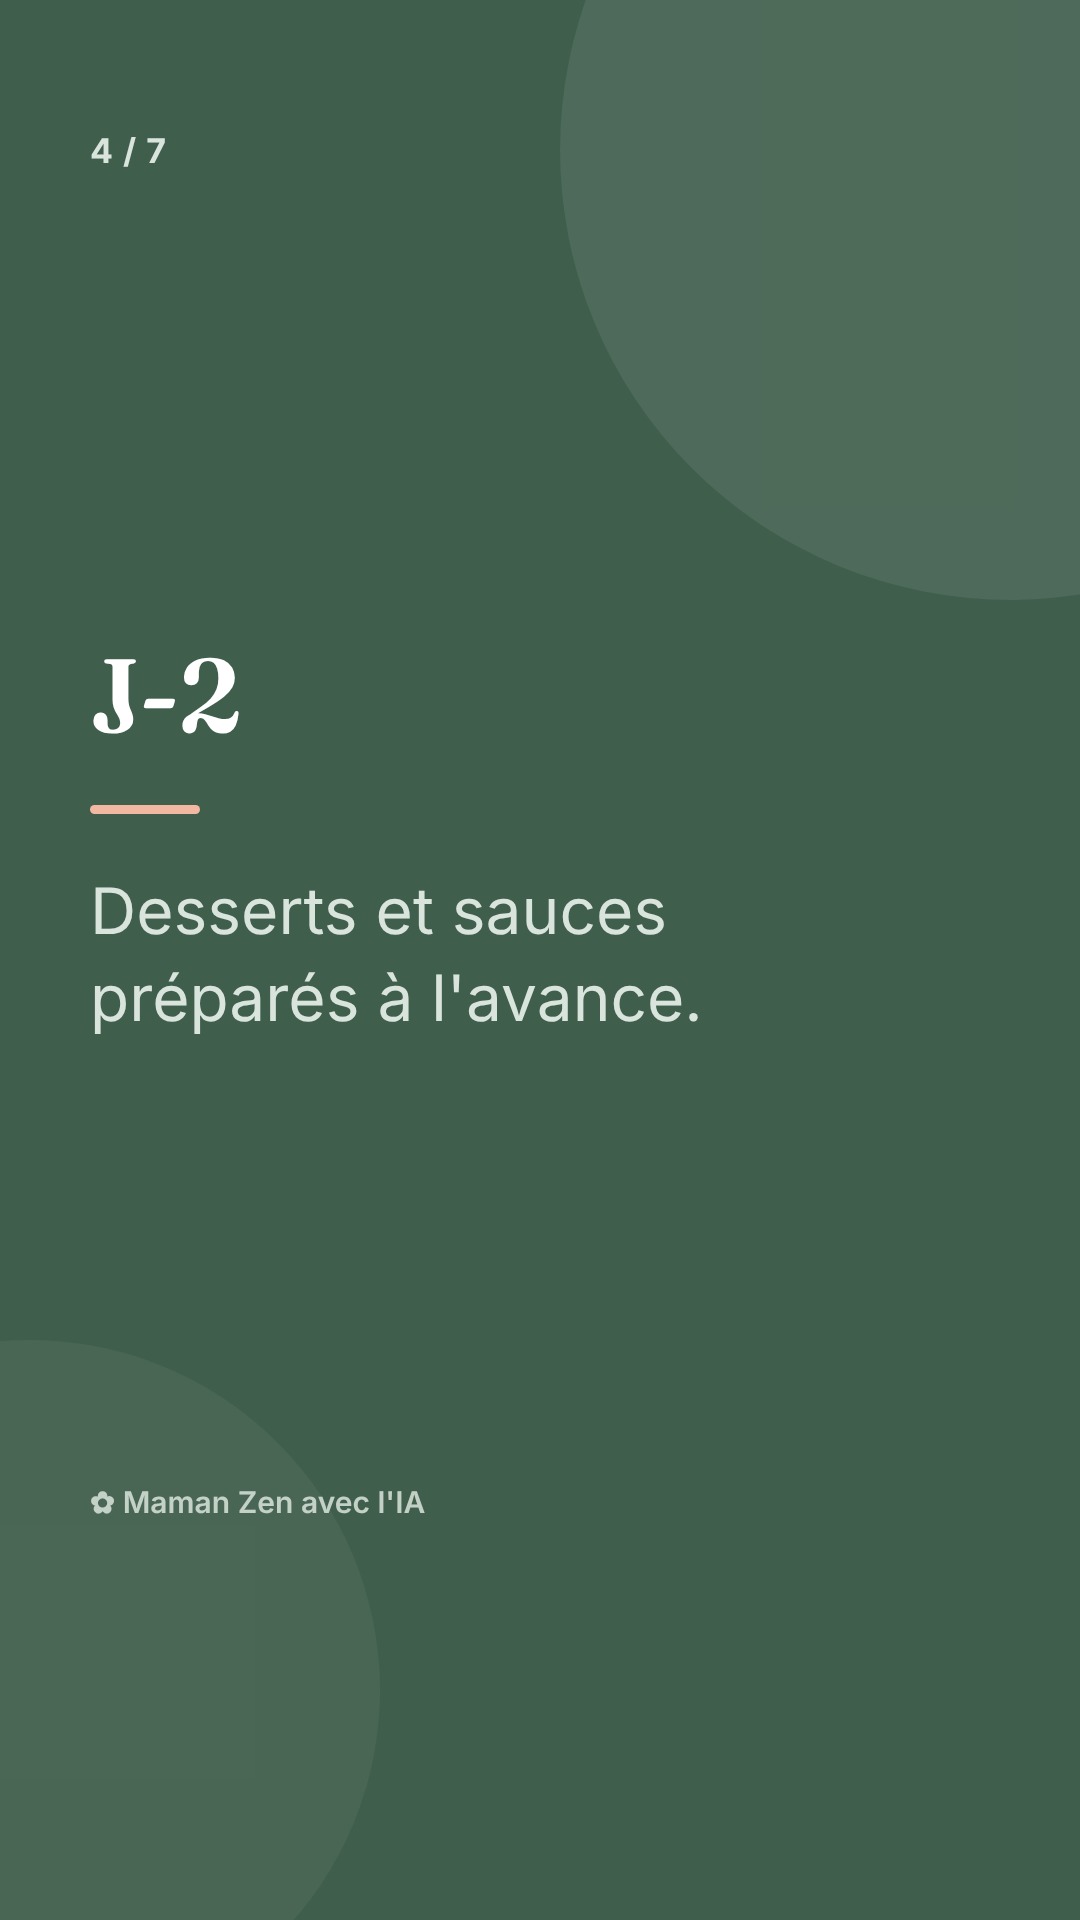 4 / 7
J-2
Desserts et sauces
préparés à l'avance.
✿ Maman Zen avec l'IA